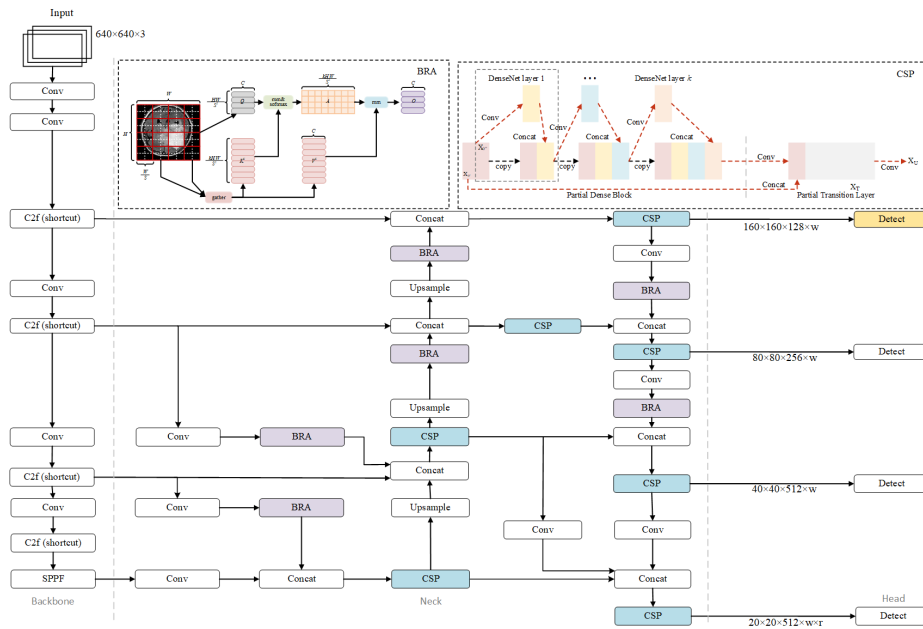 Input
640×640×3
Conv
Conv
C2f (shortcut)
Conv
C2f (shortcut)
Conv
C2f (shortcut)
Conv
C2f (shortcut)
SPPF
Backbone
BRA
W
H
C
gather
A
mm
C
O
C
CSP
DenseNet layer 1
...
DenseNet layer k
Conv
Conv
Conv
Concat
Concat
Concat
copy
copy
copy
Conv
Concat
Conv
Partial Dense Block
Partial Transition Layer
Concat
BRA
Upsample
Concat
BRA
Upsample
CSP
Concat
Upsample
CSP
CSP
Conv
BRA
Conv
BRA
Conv
Concat
Neck
CSP
Conv
BRA
Concat
CSP
Conv
BRA
Concat
CSP
Conv
Conv
Concat
CSP
160×160×128×w
Detect
80×80×256×w
Detect
40×40×512×w
Detect
20×20×512×w×r
Detect
Head